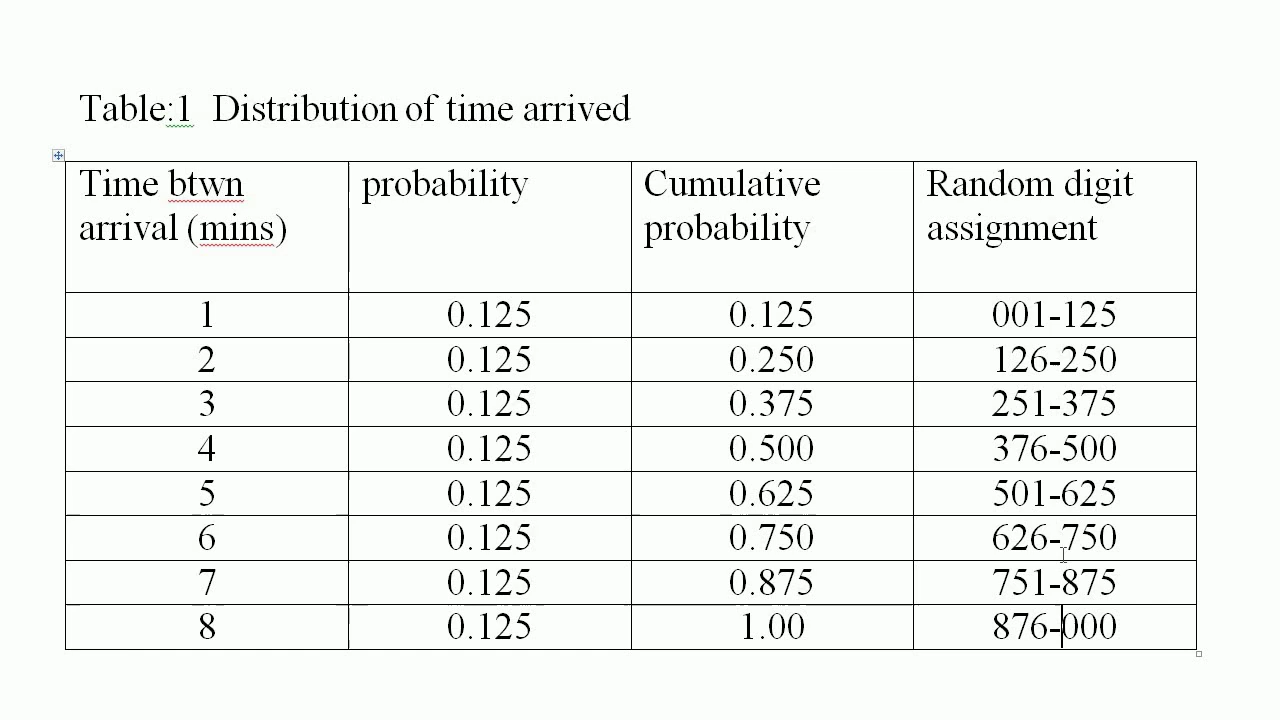 Table:1 Distribution of time arrived
Time btwn arrival (mins) probability Cumulative probability Random digit assignment
1 0.125 0.125 001-125
2 0.125 0.250 126-250
3 0.125 0.375 251-375
4 0.125 0.500 376-500
5 0.125 0.625 501-625
6 0.125 0.750 626-750
7 0.125 0.875 751-875
8 0.125 1.00 876-000